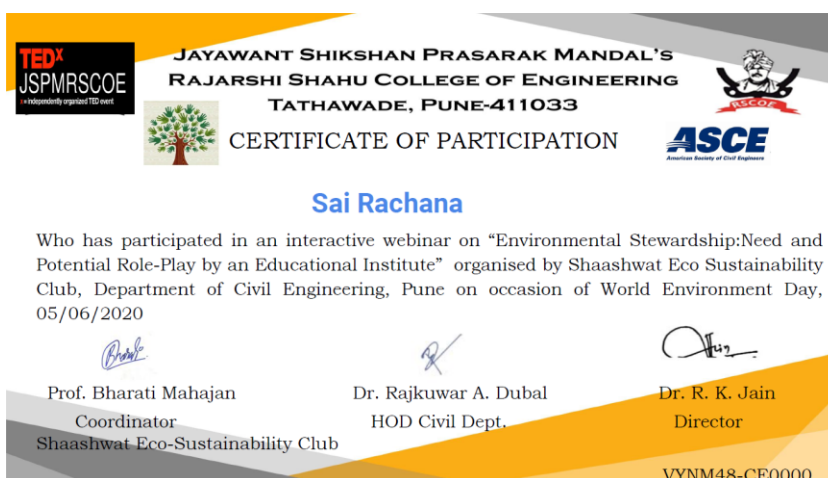 TEDx
JSPMRSCOE
x = independently organized TED event
JAYAWANT SHIKSHAN PRASARAK MANDAL'S
RAJARSHI SHAHU COLLEGE OF ENGINEERING
TATHAWADE, PUNE-411033
RSCOE
CERTIFICATE OF PARTICIPATION
ASCE
American Society of Civil Engineers
Sai Rachana
Who has participated in an interactive webinar on “Environmental Stewardship:Need and
Potential Role-Play by an Educational Institute” organised by Shaashwat Eco Sustainability
Club, Department of Civil Engineering, Pune on occasion of World Environment Day,
05/06/2020
Prof. Bharati Mahajan
Dr. Rajkuwar A. Dubal
Dr. R. K. Jain
Coordinator
HOD Civil Dept.
Director
Shaashwat Eco-Sustainability Club
VYNM48-CE0000